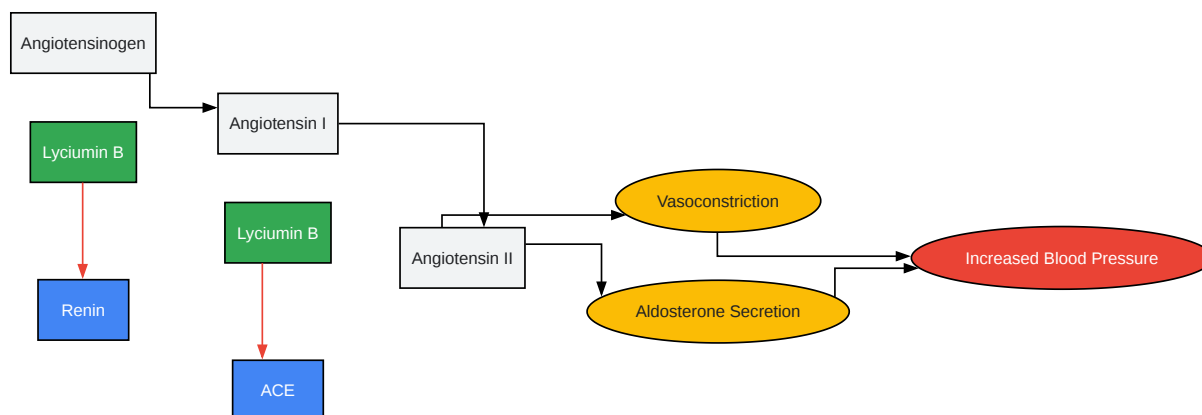 Angiotensinogen
Angiotensin I
Lyciumin B
Vasoconstriction
Lyciumin B
Angiotensin II
Increased Blood Pressure
Renin
Aldosterone Secretion
ACE